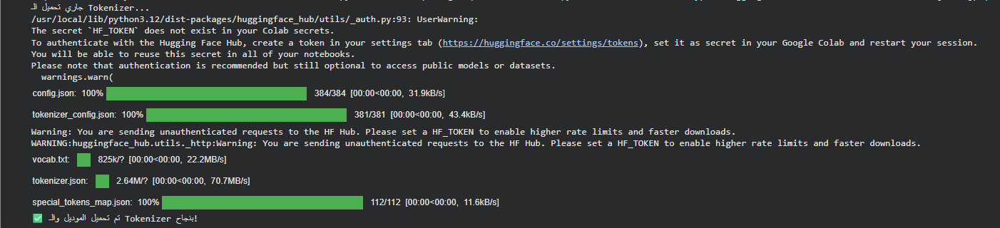 جاري تحميل الـ Tokenizer...
/usr/local/lib/python3.12/dist-packages/huggingface_hub/utils/_auth.py:93: UserWarning:
The secret `HF_TOKEN` does not exist in your Colab secrets.
To authenticate with the Hugging Face Hub, create a token in your settings tab (https://huggingface.co/settings/tokens), set it as secret in your Google Colab and restart your session.
You will be able to reuse this secret in all of your notebooks.
Please note that authentication is recommended but still optional to access public models or datasets.
  warnings.warn(
config.json: 100% 384/384 [00:00<00:00, 31.9kB/s]
tokenizer_config.json: 100% 381/381 [00:00<00:00, 43.4kB/s]
Warning: You are sending unauthenticated requests to the HF Hub. Please set a HF_TOKEN to enable higher rate limits and faster downloads.
WARNING:huggingface_hub.utils._http:Warning: You are sending unauthenticated requests to the HF Hub. Please set a HF_TOKEN to enable higher rate limits and faster downloads.
vocab.txt: 825k/? [00:00<00:00, 22.2MB/s]
tokenizer.json: 2.64M/? [00:00<00:00, 70.7MB/s]
special_tokens_map.json: 100% 112/112 [00:00<00:00, 11.6kB/s]
✅ تم تحميل الموديل والـ Tokenizer بنجاح!